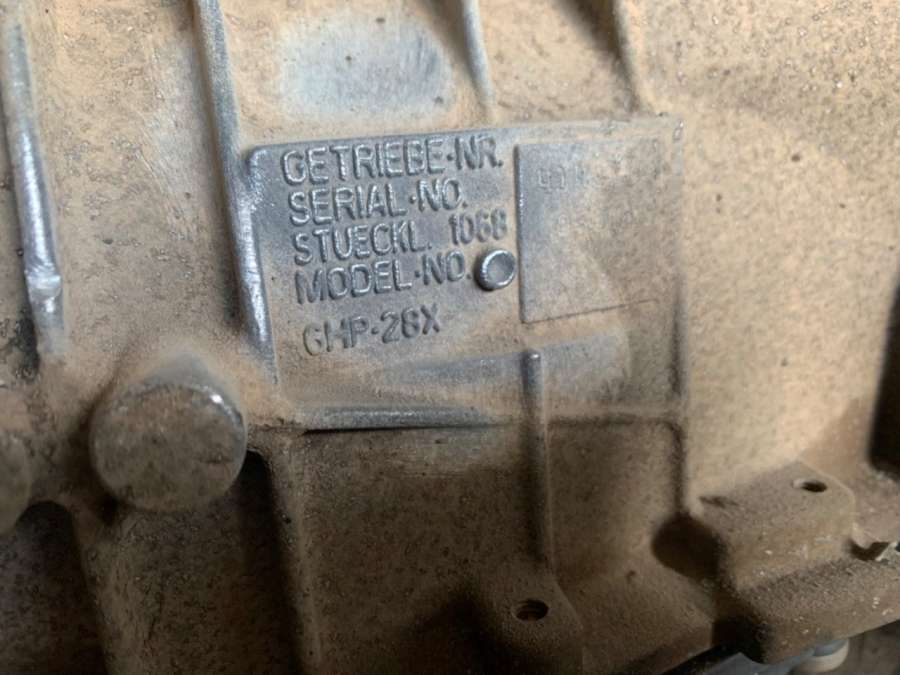 GETRIEBE-NR.
SERIAL-NO.
STUECKL. 1068
MODEL-NO.
6HP-28X